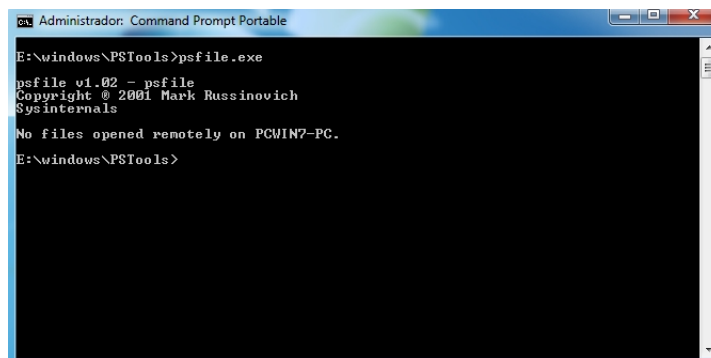 Administrador: Command Prompt Portable
E:\windows\PSTools>psfile.exe
psfile v1.02 - psfile
Copyright © 2001 Mark Russinovich
Sysinternals
No files opened remotely on PCWIN7-PC.
E:\windows\PSTools>